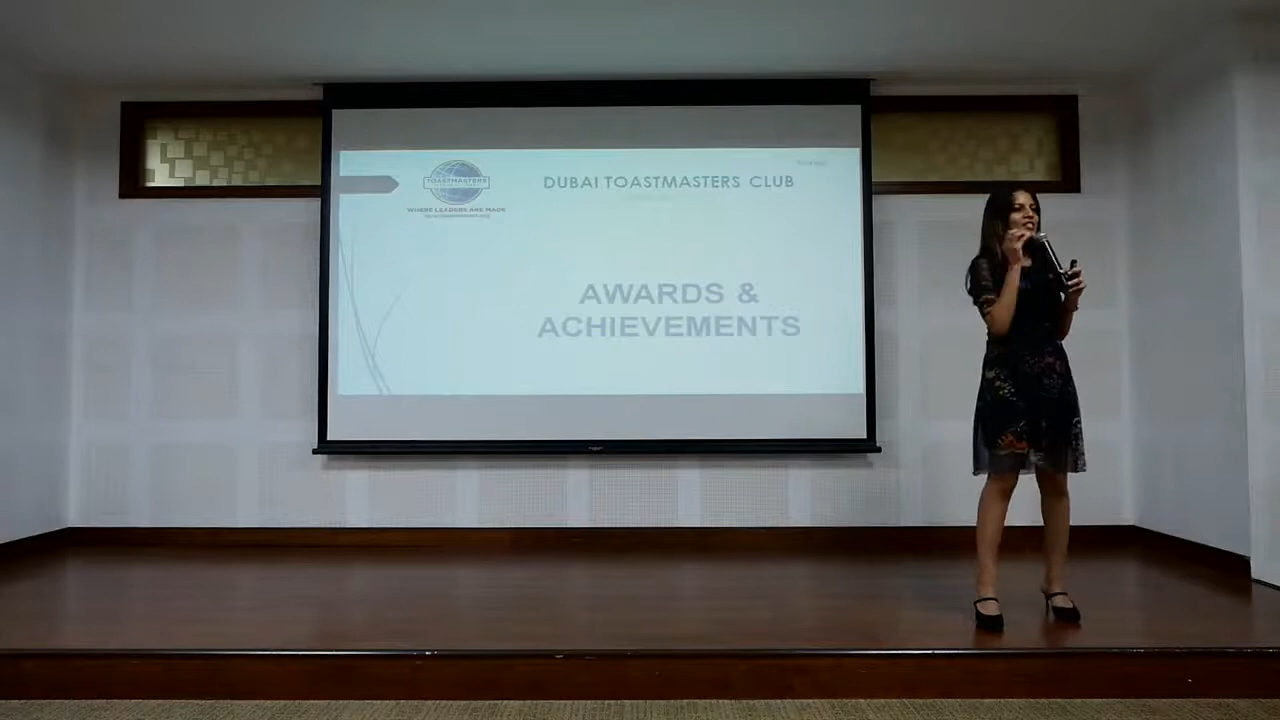 DUBAI TOASTMASTERS CLUB
TOASTMASTERS
WHERE LEADERS ARE MADE
AWARDS &
ACHIEVEMENTS